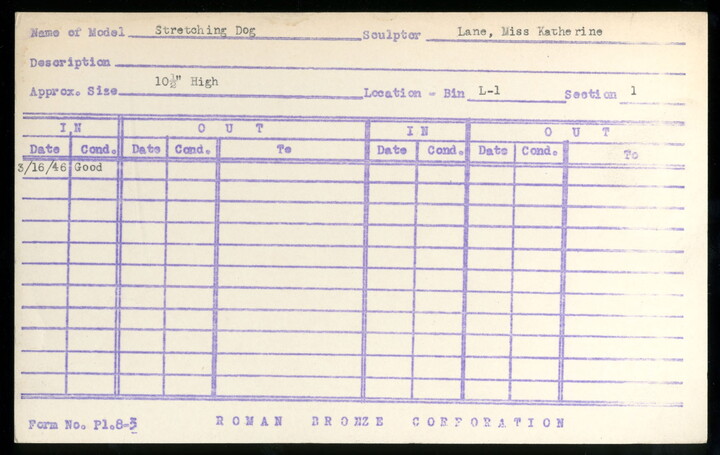 Name of Model Stretching Dog Sculptor Lane, Miss Katherine
Description
Approx. Size 10½" High Location - Bin L-1 Section 1
IN OUT IN OUT
Date Cond. Date Cond. To Date Cond. Date Cond. To
3/16/46 Good
Form No. Pl.8-3 ROMAN BRONZE CORPORATION